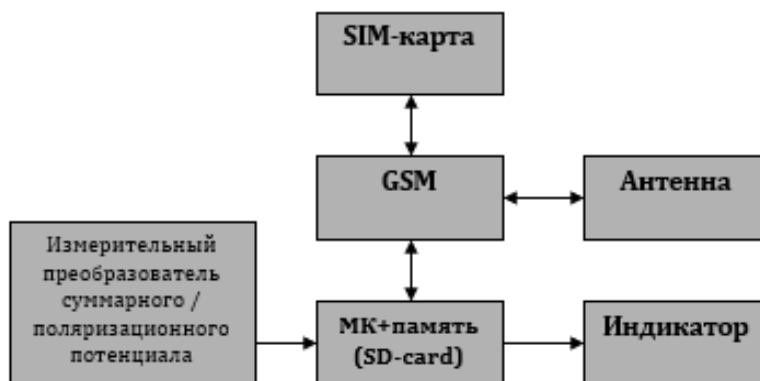 SIM-карта
GSM
Антенна
Измерительный
преобразователь
суммарного /
поляризационного
потенциала
МК+память
(SD-card)
Индикатор